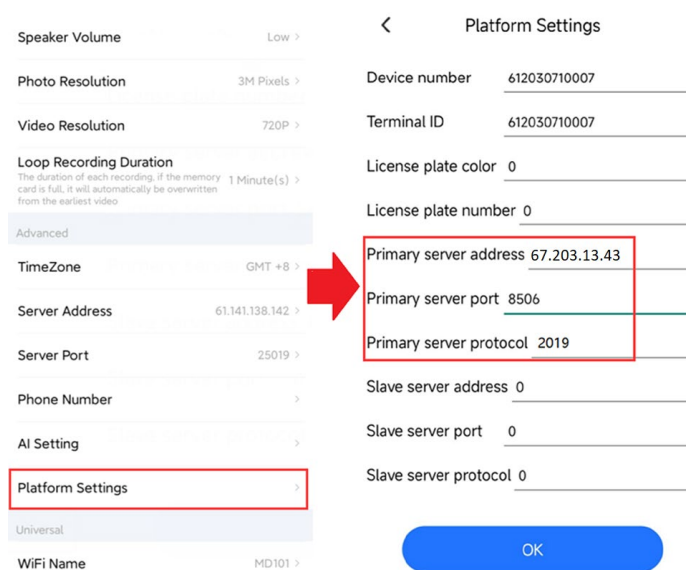 Speaker Volume Low >
Photo Resolution 3M Pixels >
Video Resolution 720P >
Loop Recording Duration
The duration of each recording, if the memory
card is full, it will automatically be overwritten
from the earliest video
1 Minute(s) >
Advanced
TimeZone GMT +8 >
Server Address 61.141.138.142 >
Server Port 25019 >
Phone Number >
AI Setting >
Platform Settings >
Universal
WiFi Name MD101 >
< Platform Settings
Device number 612030710007
Terminal ID 612030710007
License plate color 0
License plate number 0
Primary server address 67.203.13.43
Primary server port 8506
Primary server protocol 2019
Slave server address 0
Slave server port 0
Slave server protocol 0
OK